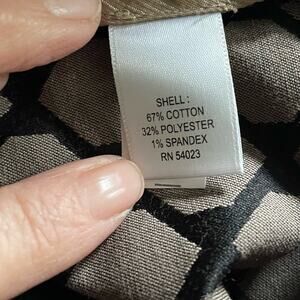 SHELL:
67% COTTON
32% POLYESTER
1% SPANDEX
RN 54023